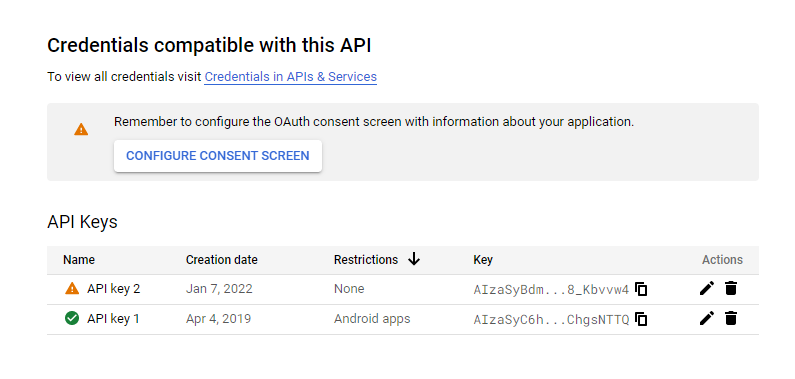 Credentials compatible with this API
To view all credentials visit Credentials in APIs & Services
Remember to configure the OAuth consent screen with information about your application.
CONFIGURE CONSENT SCREEN
API Keys
Name Creation date Restrictions Key Actions
API key 2 Jan 7, 2022 None AIzaSyBdm...8_Kbvvw4
API key 1 Apr 4, 2019 Android apps AIzaSyC6h...ChgsNTTQ